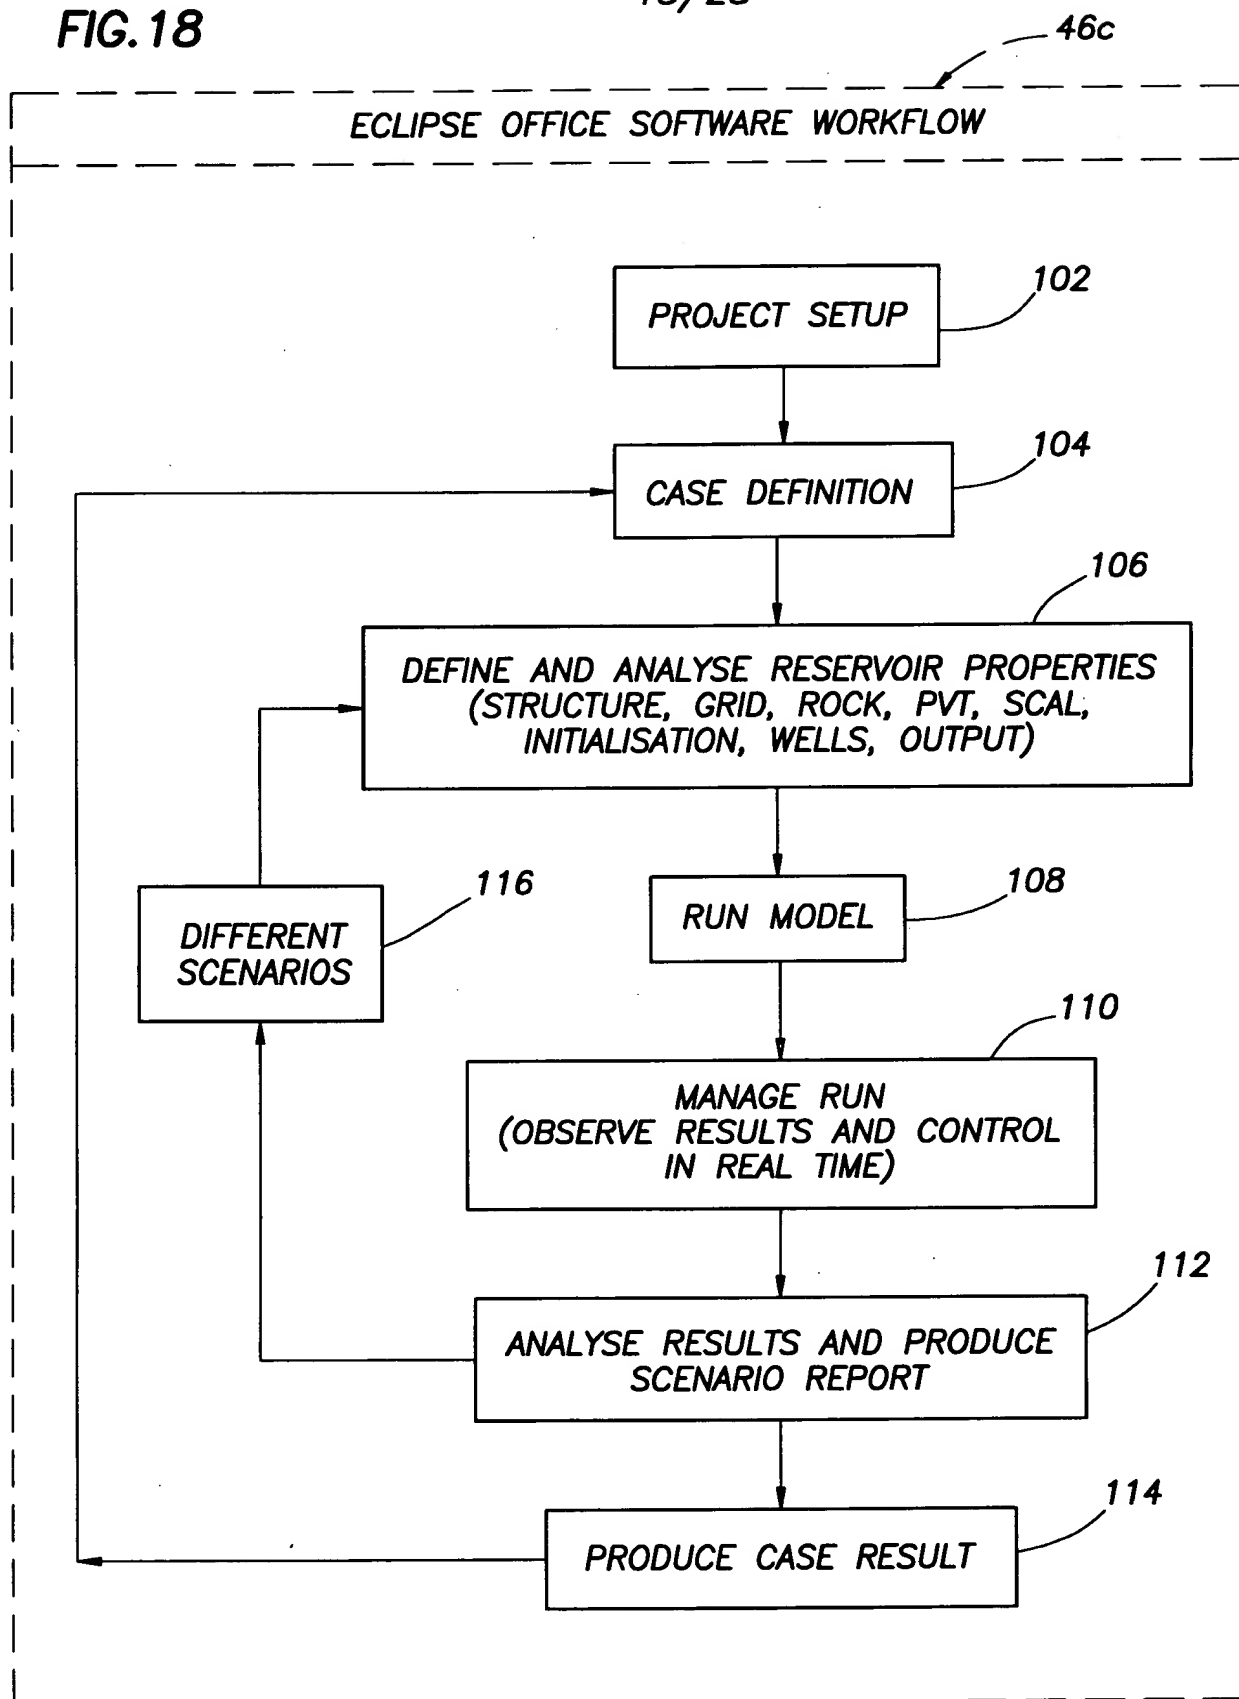 FIG.18
46c
ECLIPSE OFFICE SOFTWARE WORKFLOW
PROJECT SETUP
102
CASE DEFINITION
104
106
DEFINE AND ANALYSE RESERVOIR PROPERTIES
(STRUCTURE, GRID, ROCK, PVT, SCAL,
INITIALISATION, WELLS, OUTPUT)
116
DIFFERENT
SCENARIOS
108
RUN MODEL
110
MANAGE RUN
(OBSERVE RESULTS AND CONTROL
IN REAL TIME)
112
ANALYSE RESULTS AND PRODUCE
SCENARIO REPORT
114
PRODUCE CASE RESULT